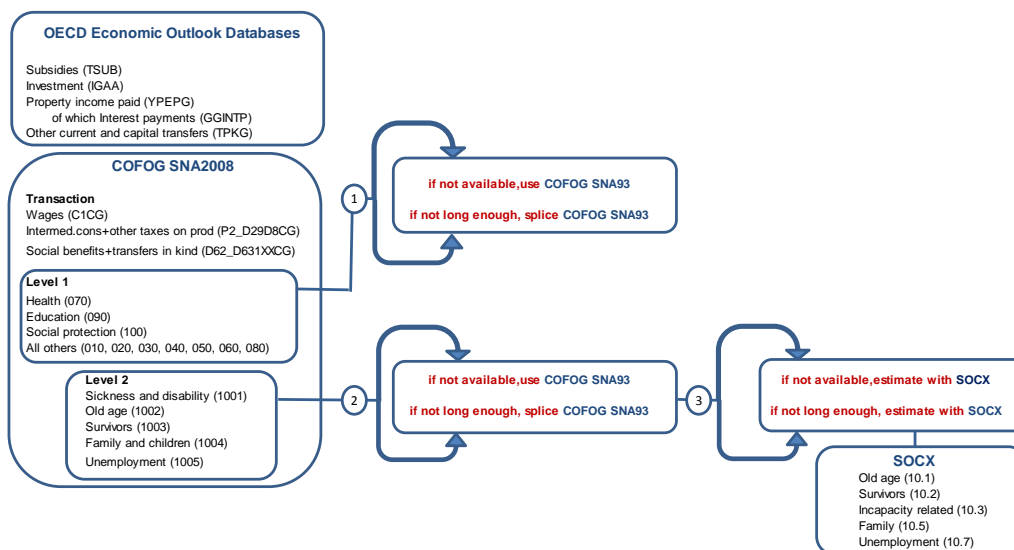 OECD Economic Outlook Databases
Subsidies (TSUB)
Investment (IGAA)
Property income paid (YPEPG)
of which Interest payments (GGINTP)
Other current and capital transfers (TPKG)
COFOG SNA2008
Transaction
Wages (C1CG)
Intermed.cons+other taxes on prod (P2_D29D8CG)
Social benefits+transfers in kind (D62_D631XXCG)
Level 1
Health (070)
Education (090)
Social protection (100)
All others (010, 020, 030, 040, 050, 060, 080)
Level 2
Sickness and disability (1001)
Old age (1002)
Survivors (1003)
Family and children (1004)
Unemployment (1005)
1
if not available,use COFOG SNA93
if not long enough, splice COFOG SNA93
2
if not available,use COFOG SNA93
if not long enough, splice COFOG SNA93
3
if not available,estimate with SOCX
if not long enough, estimate with SOCX
SOCX
Old age (10.1)
Survivors (10.2)
Incapacity related (10.3)
Family (10.5)
Unemployment (10.7)